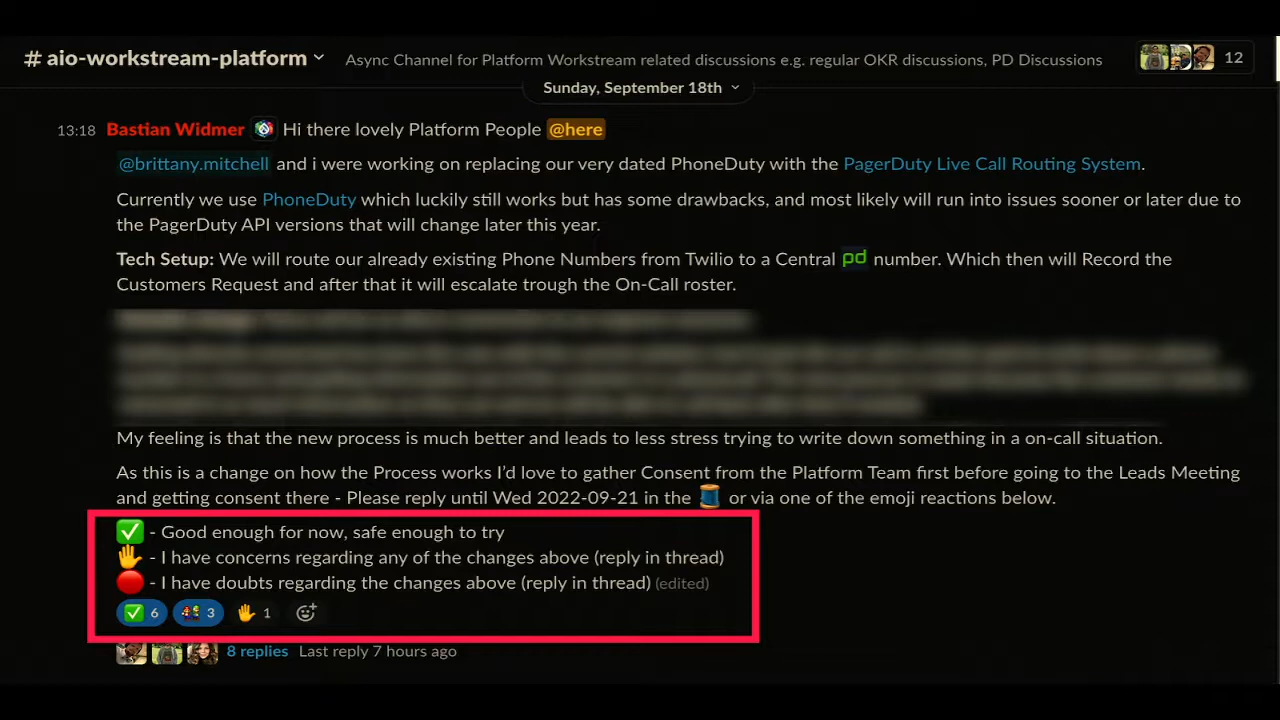 # aio-workstream-platform Async Channel for Platform Workstream related discussions e.g. regular OKR discussions, PD Discussions 12
Sunday, September 18th
13:18 Bastian Widmer Hi there lovely Platform People @here
@brittany.mitchell and i were working on replacing our very dated PhoneDuty with the PagerDuty Live Call Routing System.
Currently we use PhoneDuty which luckily still works but has some drawbacks, and most likely will run into issues sooner or later due to
the PagerDuty API versions that will change later this year.
Tech Setup: We will route our already existing Phone Numbers from Twilio to a Central pd number. Which then will Record the
Customers Request and after that it will escalate trough the On-Call roster.
My feeling is that the new process is much better and leads to less stress trying to write down something in a on-call situation.
As this is a change on how the Process works I'd love to gather Consent from the Platform Team first before going to the Leads Meeting
and getting consent there - Please reply until Wed 2022-09-21 in the 🧵 or via one of the emoji reactions below.
✅ - Good enough for now, safe enough to try
✋ - I have concerns regarding any of the changes above (reply in thread)
🔴 - I have doubts regarding the changes above (reply in thread) (edited)
✅ 6 3 ✋ 1
8 replies Last reply 7 hours ago